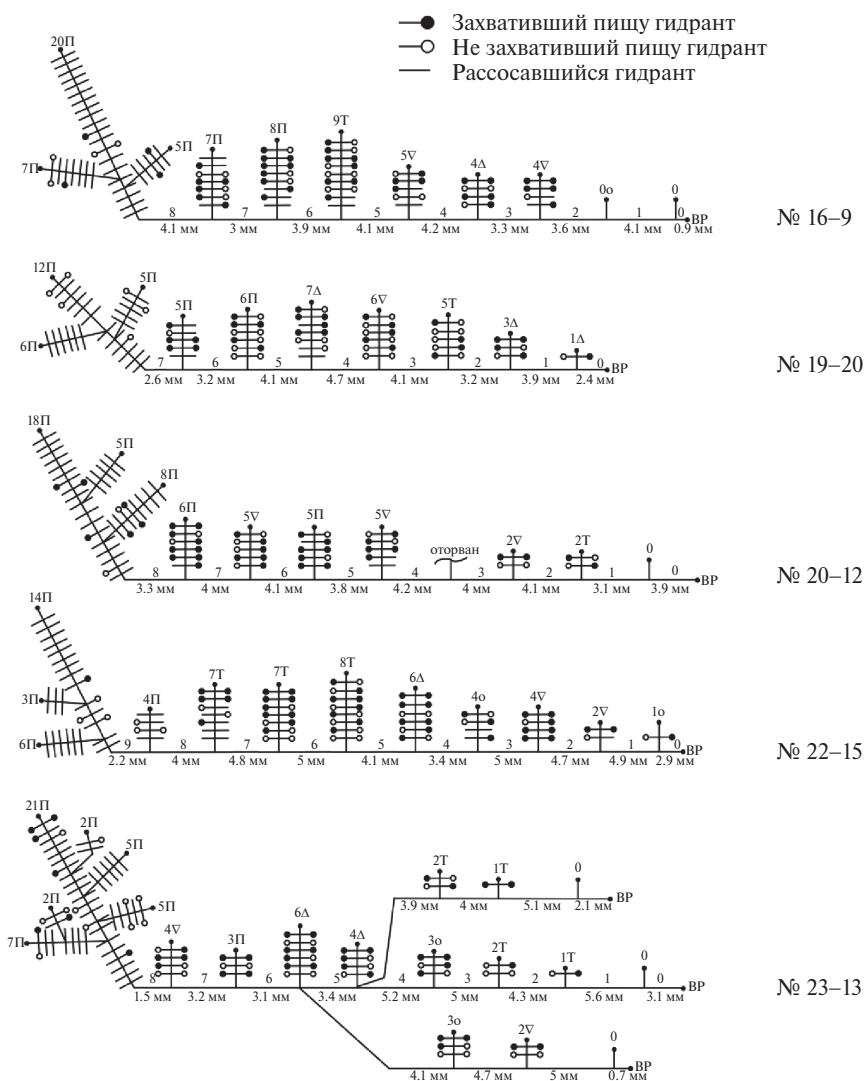 Захвативший пищу гидрант
Не захвативший пищу гидрант
Рассосавшийся гидрант
20П
7П
5П
7П 8П 9Т 5∇ 4Δ 4∇ 0о 0
8 7 6 5 4 3 2 1 0 ВР
4.1 мм 3 мм 3.9 мм 4.1 мм 4.2 мм 3.3 мм 3.6 мм 4.1 мм 0.9 мм
№ 16–9
12П
5П
6П
5П 6П 7Δ 6∇ 5Т 3Δ 1Δ
7 6 5 4 3 2 1 0 ВР
2.6 мм 3.2 мм 4.1 мм 4.7 мм 4.1 мм 3.2 мм 3.9 мм 2.4 мм
№ 19–20
18П
5П
8П
6П 5∇ 5П 5∇ оторван 2∇ 2Т 0
8 7 6 5 4 3 2 1 0 ВР
3.3 мм 4 мм 4.1 мм 3.8 мм 4.2 мм 4 мм 4.1 мм 3.1 мм 3.9 мм
№ 20–12
14П
3П
6П
4П 7Т 7Т 8Т 6Δ 4о 4∇ 2∇ 1о
9 8 7 6 5 4 3 2 1 0 ВР
2.2 мм 4 мм 4.8 мм 5 мм 4.1 мм 3.4 мм 5 мм 4.7 мм 4.9 мм 2.9 мм
№ 22–15
21П
2П
5П
2П
5П
7П
2Т 1Т 0
ВР
3.9 мм 4 мм 5.1 мм 2.1 мм
4∇ 3П 6Δ 4Δ 3о 2Т 1Т 0
8 7 6 5 4 3 2 1 0 ВР
1.5 мм 3.2 мм 3.1 мм 3.4 мм 5.2 мм 5 мм 4.3 мм 5.6 мм 3.1 мм
№ 23–13
3о 2∇ 0
ВР
4.1 мм 4.7 мм 5 мм 0.7 мм